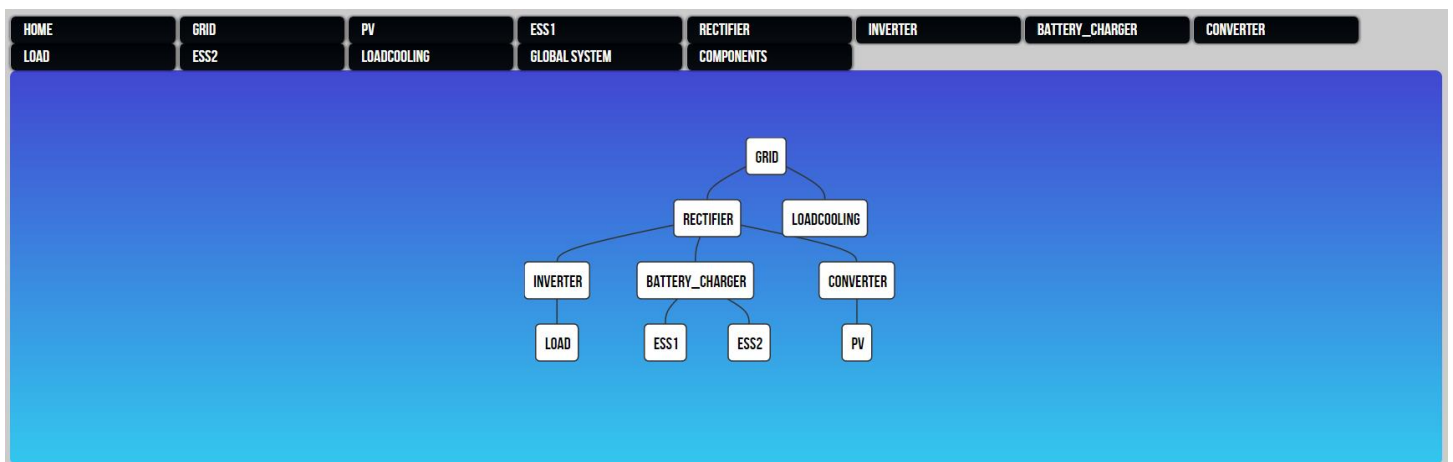 HOME GRID PV ESS1 RECTIFIER INVERTER BATTERY_CHARGER CONVERTER
LOAD ESS2 LOADCOOLING GLOBAL SYSTEM COMPONENTS
GRID
RECTIFIER LOADCOOLING
INVERTER BATTERY_CHARGER CONVERTER
LOAD ESS1 ESS2 PV